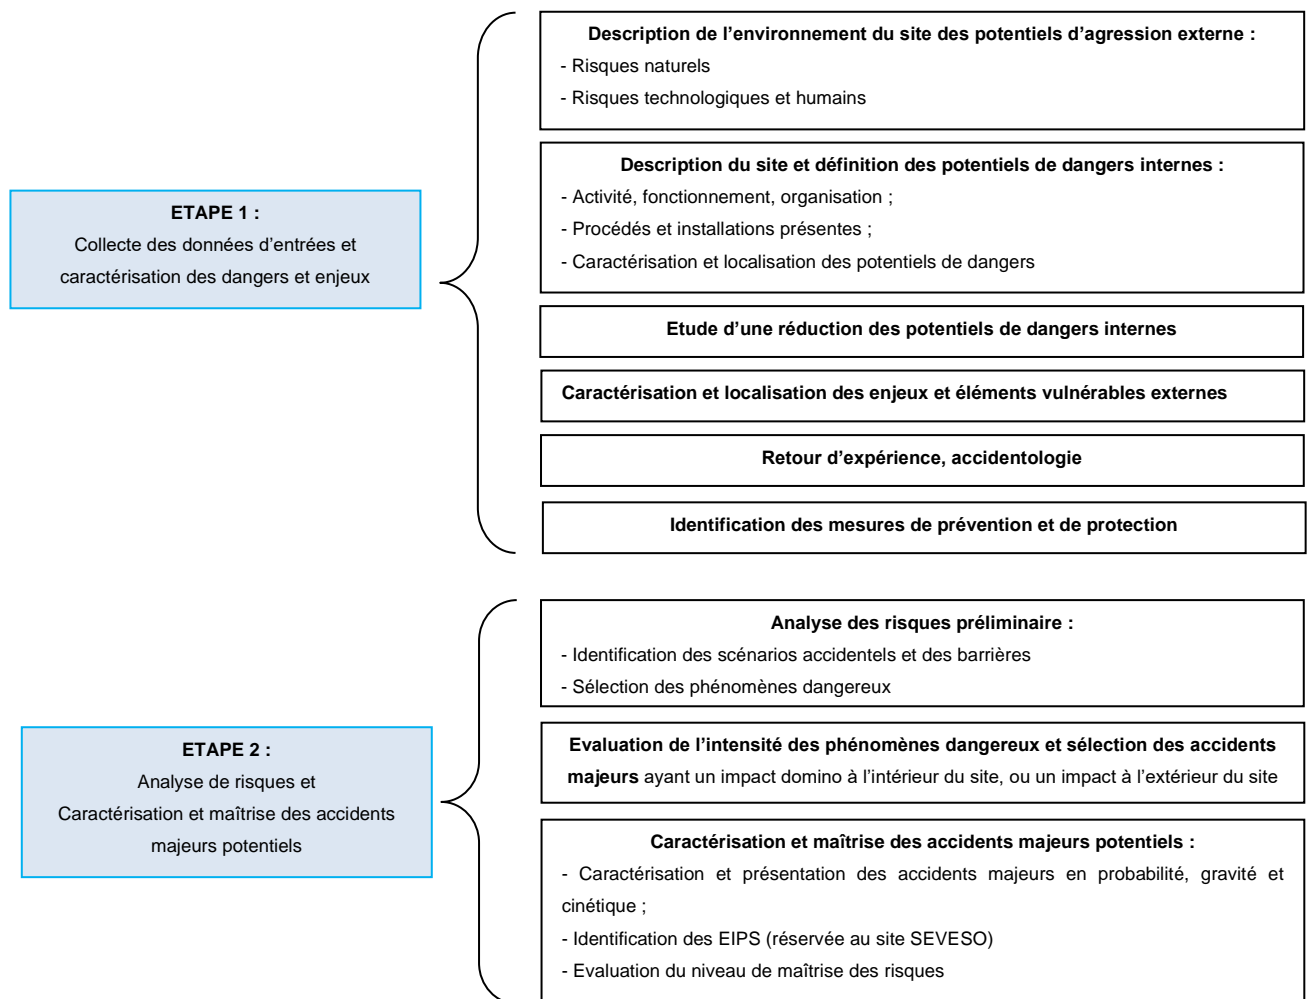 Description de l’environnement du site des potentiels d’agression externe :
- Risques naturels
- Risques technologiques et humains
Description du site et définition des potentiels de dangers internes :
- Activité, fonctionnement, organisation ;
- Procédés et installations présentes ;
- Caractérisation et localisation des potentiels de dangers
ETAPE 1 :
Collecte des données d’entrées et
caractérisation des dangers et enjeux
Etude d’une réduction des potentiels de dangers internes
Caractérisation et localisation des enjeux et éléments vulnérables externes
Retour d’expérience, accidentologie
Identification des mesures de prévention et de protection
Analyse des risques préliminaire :
- Identification des scénarios accidentels et des barrières
- Sélection des phénomènes dangereux
ETAPE 2 :
Analyse de risques et
Caractérisation et maîtrise des accidents
majeurs potentiels
Evaluation de l’intensité des phénomènes dangereux et sélection des accidents
majeurs ayant un impact domino à l’intérieur du site, ou un impact à l’extérieur du site
Caractérisation et maîtrise des accidents majeurs potentiels :
- Caractérisation et présentation des accidents majeurs en probabilité, gravité et
cinétique ;
- Identification des EIPS (réservée au site SEVESO)
- Evaluation du niveau de maîtrise des risques